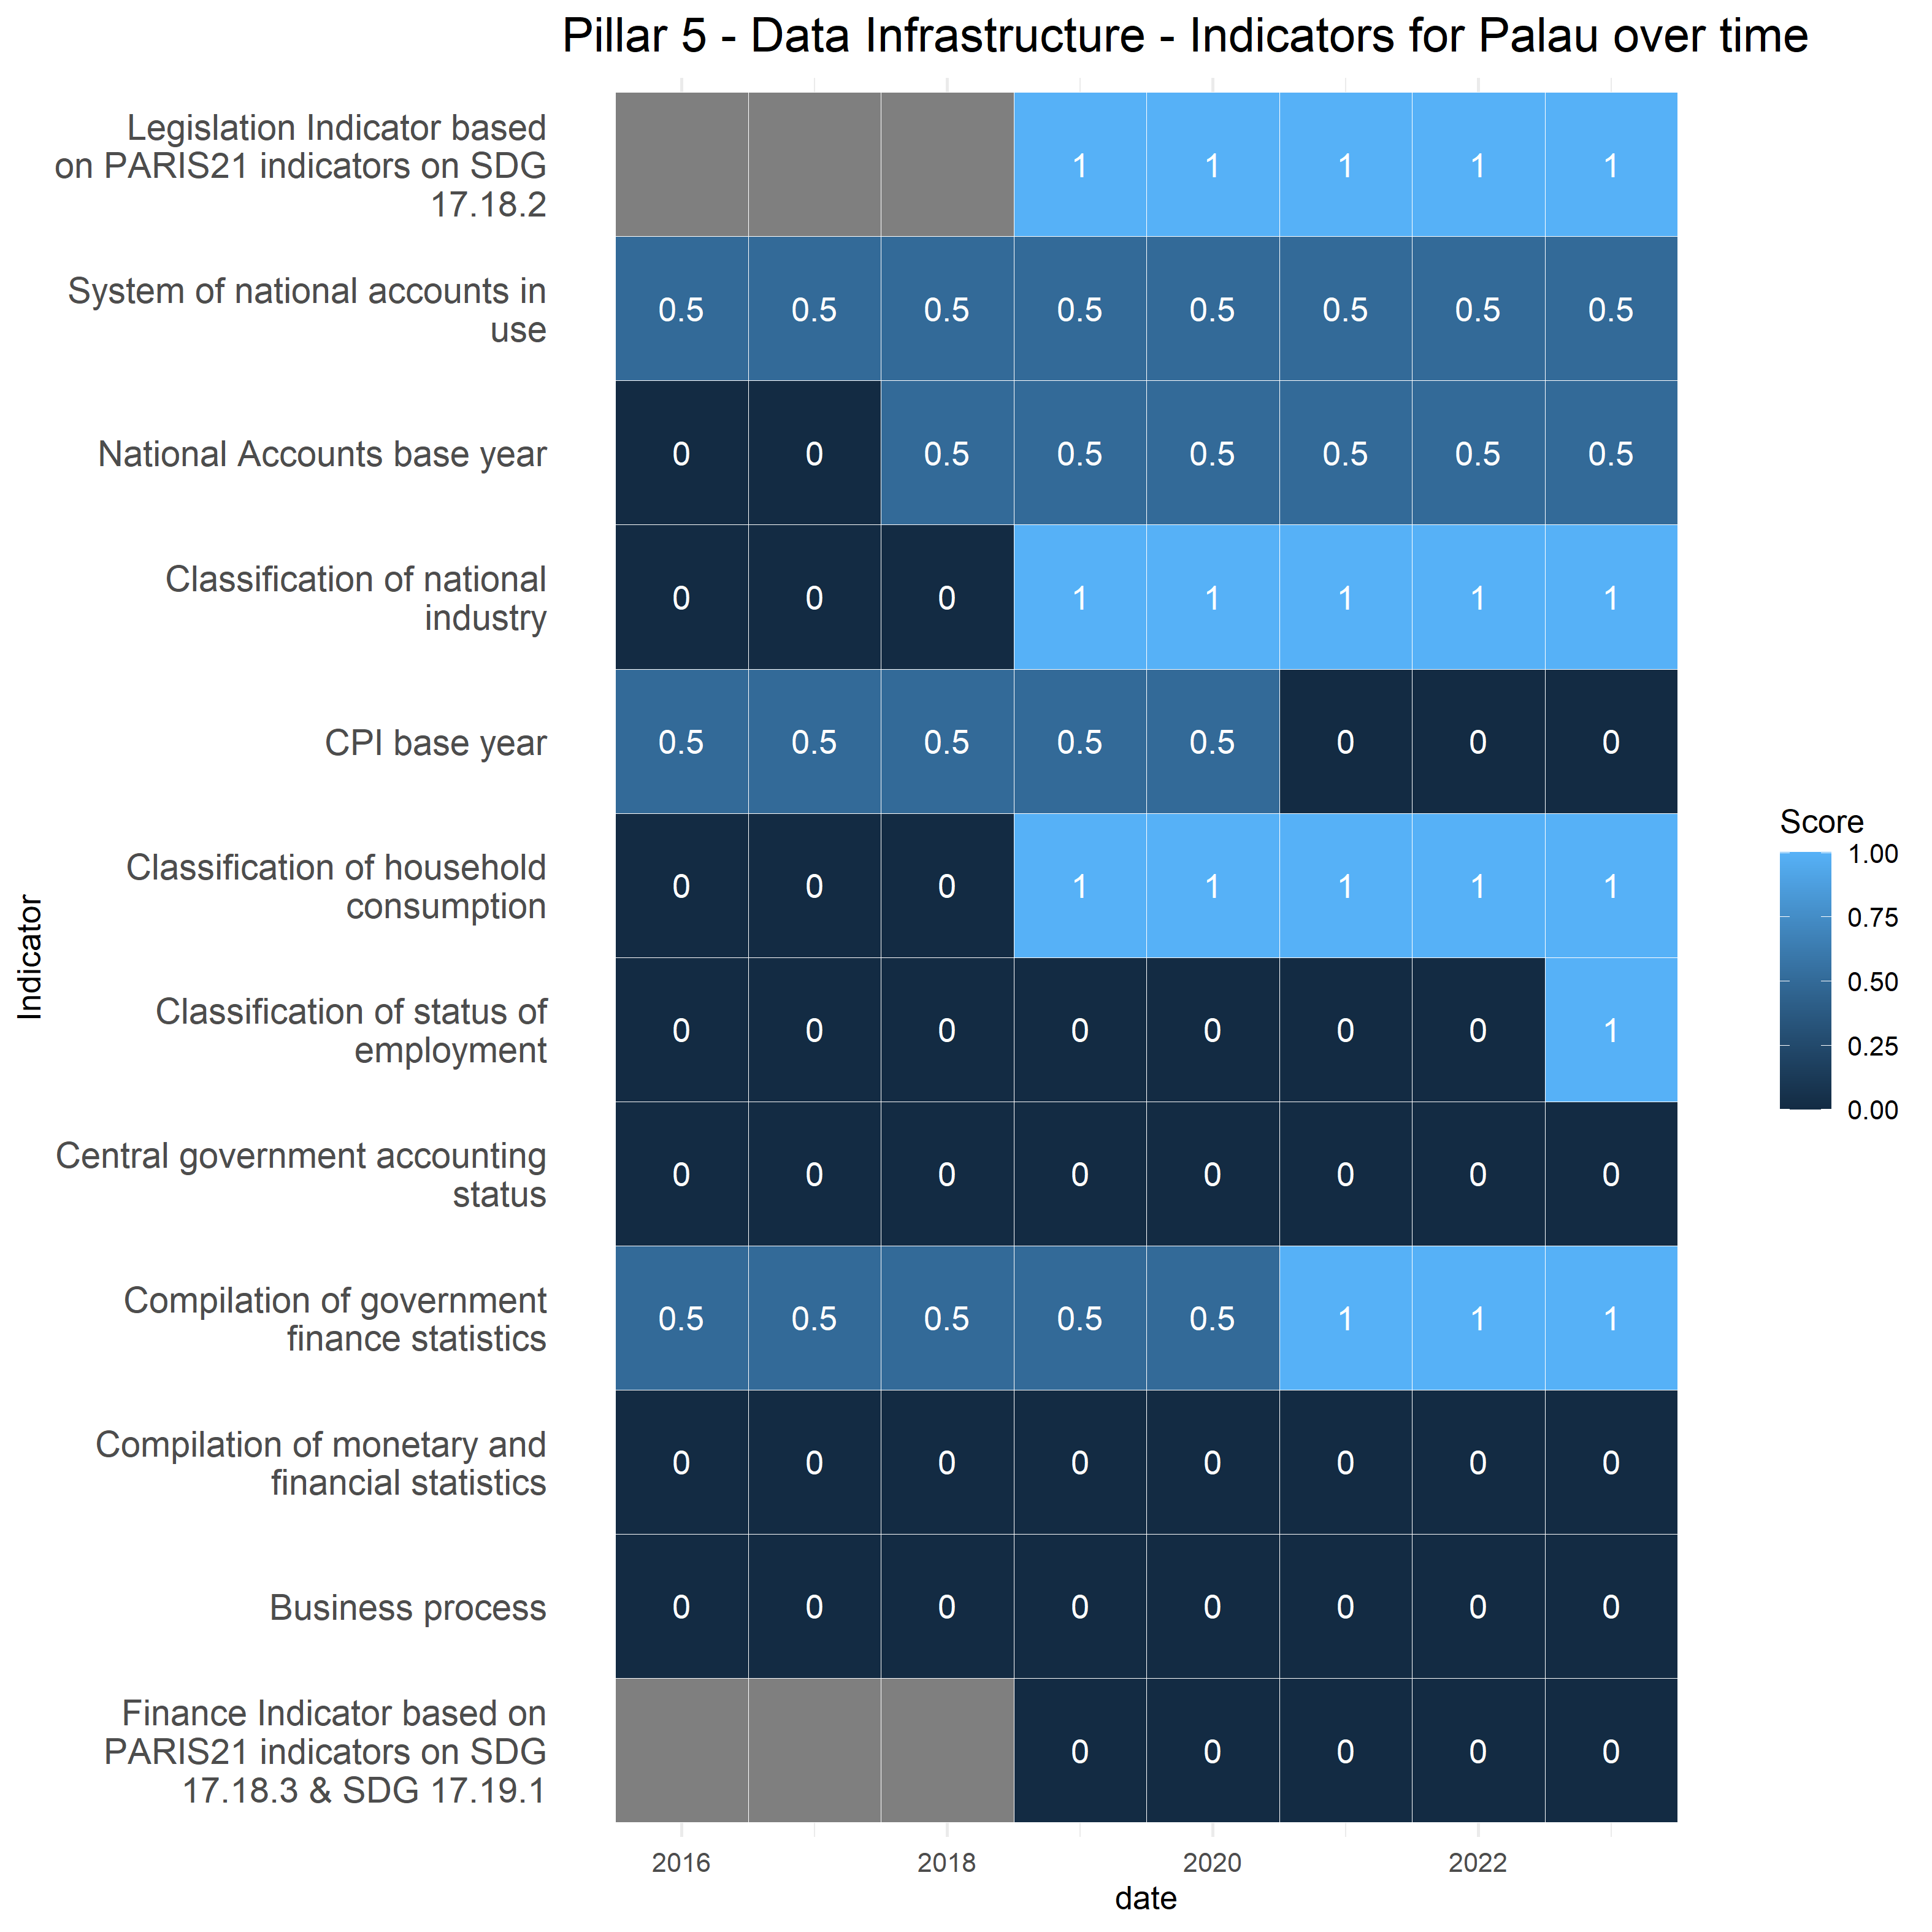 Pillar 5 - Data Infrastructure - Indicators for Palau over time
Legislation Indicator based
on PARIS21 indicators on SDG
17.18.2
1 1 1 1 1
System of national accounts in
use
0.5 0.5 0.5 0.5 0.5 0.5 0.5 0.5
National Accounts base year
0 0 0.5 0.5 0.5 0.5 0.5 0.5
Classification of national
industry
0 0 0 1 1 1 1 1
CPI base year
0.5 0.5 0.5 0.5 0.5 0 0 0
Classification of household
consumption
0 0 0 1 1 1 1 1
Classification of status of
employment
0 0 0 0 0 0 0 1
Central government accounting
status
0 0 0 0 0 0 0 0
Compilation of government
finance statistics
0.5 0.5 0.5 0.5 0.5 1 1 1
Compilation of monetary and
financial statistics
0 0 0 0 0 0 0 0
Business process
0 0 0 0 0 0 0 0
Finance Indicator based on
PARIS21 indicators on SDG
17.18.3 & SDG 17.19.1
0 0 0 0 0
2016 2018 2020 2022
date
Indicator
Score
1.00
0.75
0.50
0.25
0.00